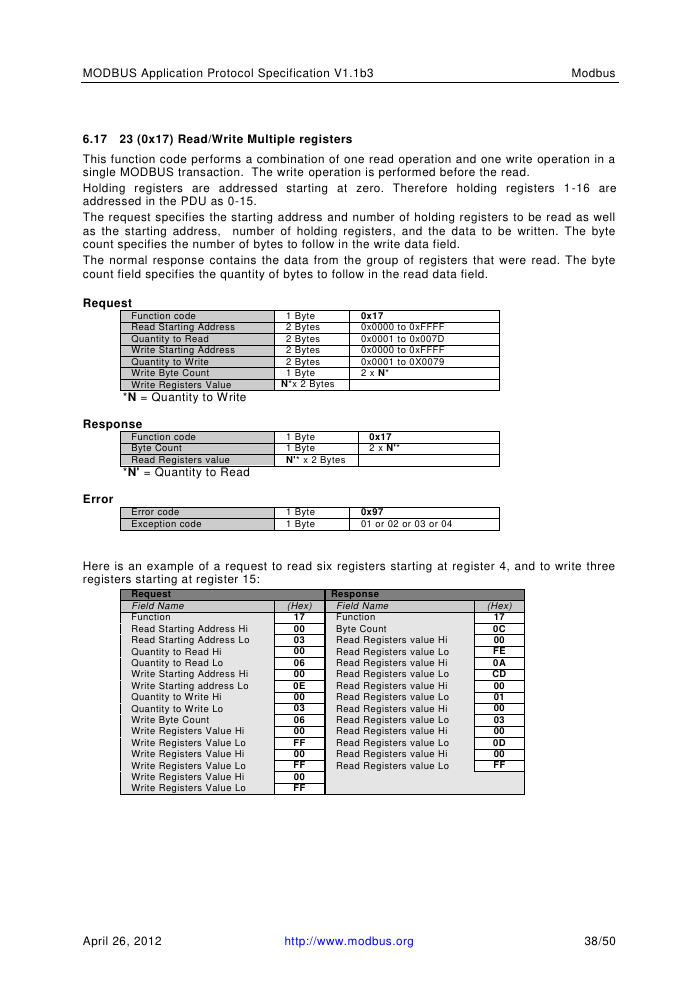 MODBUS Application Protocol Specification V1.1b3 Modbus
6.17 23 (0x17) Read/Write Multiple registers
This function code performs a combination of one read operation and one write operation in a
single MODBUS transaction. The write operation is performed before the read.
Holding registers are addressed starting at zero. Therefore holding registers 1-16 are
addressed in the PDU as 0-15.
The request specifies the starting address and number of holding registers to be read as well
as the starting address, number of holding registers, and the data to be written. The byte
count specifies the number of bytes to follow in the write data field.
The normal response contains the data from the group of registers that were read. The byte
count field specifies the quantity of bytes to follow in the read data field.
Request
Function code 1 Byte 0x17
Read Starting Address 2 Bytes 0x0000 to 0xFFFF
Quantity to Read 2 Bytes 0x0001 to 0x007D
Write Starting Address 2 Bytes 0x0000 to 0xFFFF
Quantity to Write 2 Bytes 0x0001 to 0X0079
Write Byte Count 1 Byte 2 x N*
Write Registers Value N*x 2 Bytes
*N = Quantity to Write
Response
Function code 1 Byte 0x17
Byte Count 1 Byte 2 x N'*
Read Registers value N'* x 2 Bytes
*N' = Quantity to Read
Error
Error code 1 Byte 0x97
Exception code 1 Byte 01 or 02 or 03 or 04
Here is an example of a request to read six registers starting at register 4, and to write three
registers starting at register 15:
Request Response
Field Name (Hex) Field Name (Hex)
Function 17 Function 17
Read Starting Address Hi 00 Byte Count 0C
Read Starting Address Lo 03 Read Registers value Hi 00
Quantity to Read Hi 00 Read Registers value Lo FE
Quantity to Read Lo 06 Read Registers value Hi 0A
Write Starting Address Hi 00 Read Registers value Lo CD
Write Starting address Lo 0E Read Registers value Hi 00
Quantity to Write Hi 00 Read Registers value Lo 01
Quantity to Write Lo 03 Read Registers value Hi 00
Write Byte Count 06 Read Registers value Lo 03
Write Registers Value Hi 00 Read Registers value Hi 00
Write Registers Value Lo FF Read Registers value Lo 0D
Write Registers Value Hi 00 Read Registers value Hi 00
Write Registers Value Lo FF Read Registers value Lo FF
Write Registers Value Hi 00
Write Registers Value Lo FF
April 26, 2012 http://www.modbus.org 38/50